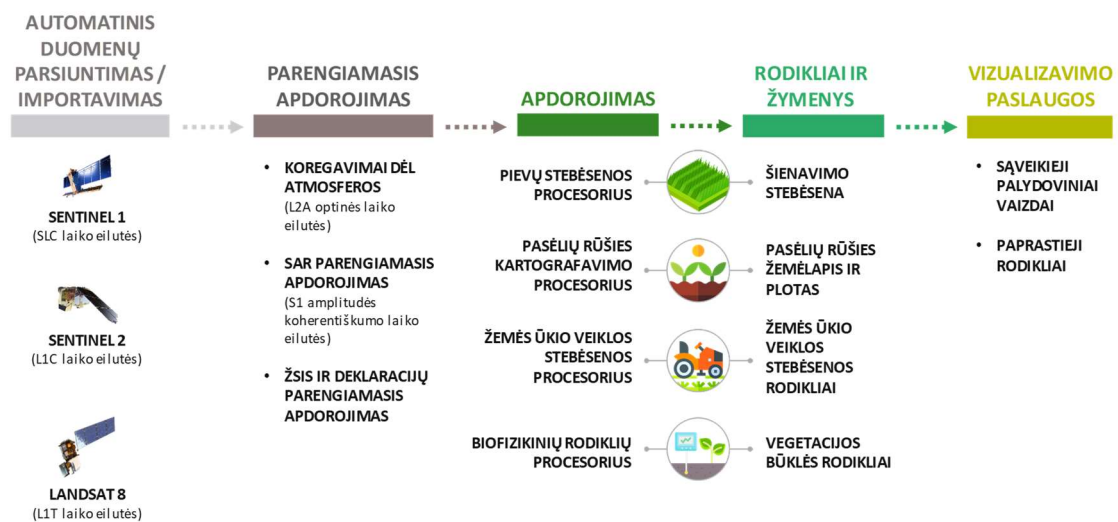 AUTOMATINIS
DUOMENŲ
PARSIUNTIMAS /
IMPORTAVIMAS
SENTINEL 1
(SLC laiko eilutės)
SENTINEL 2
(L1C laiko eilutės)
LANDSAT 8
(L1T laiko eilutės)
PARENGIAMASIS
APDOROJIMAS
• KOREGAVIMAI DĖL
ATMOSFEROS
(L2A optinės laiko
eilutės)
• SAR PARENGIAMASIS
APDOROJIMAS
(S1 amplitudės
koherentiškumo laiko
eilutės)
• ŽSIS IR DEKLARACIJŲ
PARENGIAMASIS
APDOROJIMAS
APDOROJIMAS
PIEVŲ STEBĖSENOS
PROCESORIUS
PASĖLIŲ RŪŠIES
KARTOGRAFAVIMO
PROCESORIUS
ŽEMĖS ŪKIO VEIKLOS
STEBĖSENOS
PROCESORIUS
BIOFIZIKINIŲ RODIKLIŲ
PROCESORIUS
RODIKLIAI IR
ŽYMENYS
ŠIENAVIMO
STEBĖSENA
PASĖLIŲ RŪŠIES
ŽEMĖLAPIS IR
PLOTAS
ŽEMĖS ŪKIO
VEIKLOS
STEBĖSENOS
RODIKLIAI
VEGETACIJOS
BŪKLĖS RODIKLIAI
VIZUALIZAVIMO
PASLAUGOS
• SĄVEIKIEJI
PALYDOVINIAI
VAIZDAI
• PAPRASTIEJI
RODIKLIAI